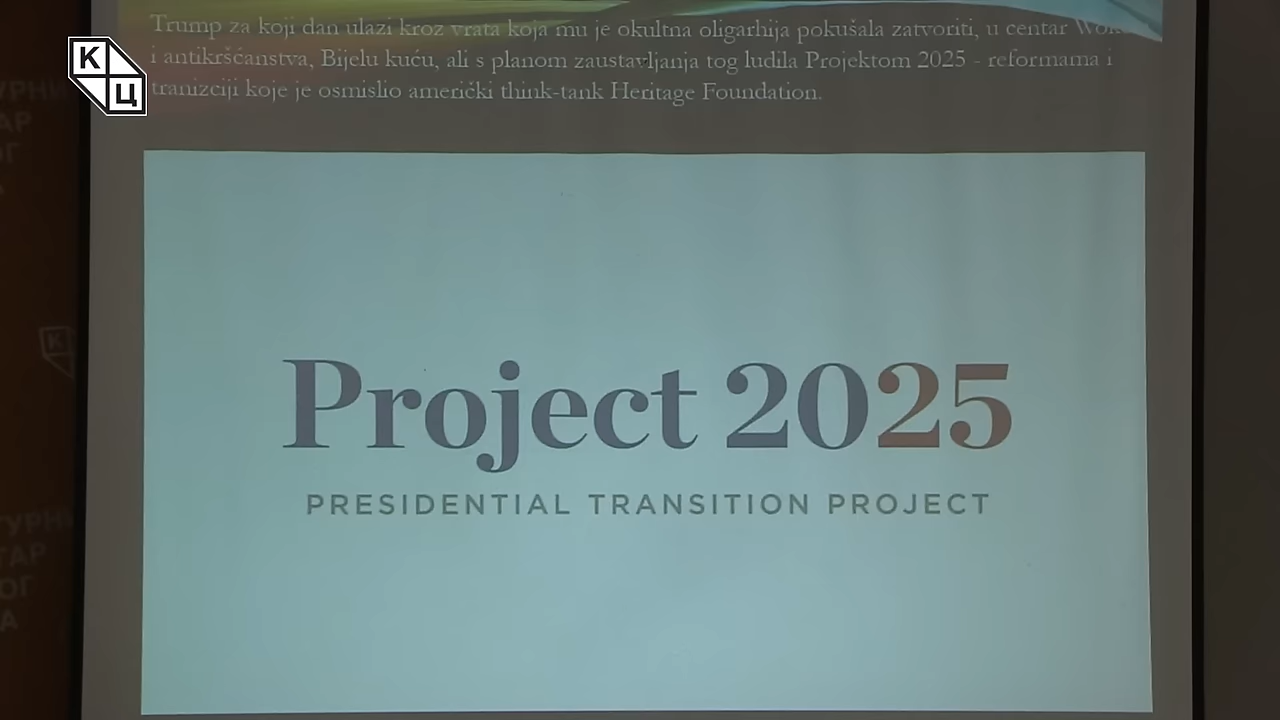 Trump za koji dan ulazi kroz vrata koja mu je okultna oligarhija pokušala zatvoriti, u centar
i antikršćanstva, Bijelu kuću, ali s planom zaustavljanja tog ludila Projektom 2025 - reformama i
tranizciji koje je osmislio američki think-tank Heritage Foundation.
К
Ц
Project 2025
PRESIDENTIAL TRANSITION PROJECT